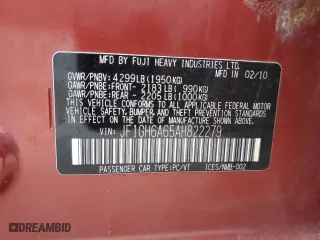 MFD BY FUJI HEAVY INDUSTRIES LTD.
MANUFACTURED IN 02/10
GVWR/PNBV: 4299LB(1950KG)
GAWR/PNBE:FRONT- 2183LB( 990KG)
GAWR/PNBE:REAR - 2205LB(1000KG)
THIS VEHICLE CONFORMS TO ALL APPLICABLE FEDERAL MOTOR
VEHICLE SAFETY, BUMPER, AND THEFT PREVENTION
STANDARDS IN EFFECT ON THE DATE OF MANUFACTURE
SHOWN ABOVE.
VIN: JF1GH6A65AH822279
PASSENGER CAR TYPE:PC/VT
ICES/NMB-002
DREAMBID